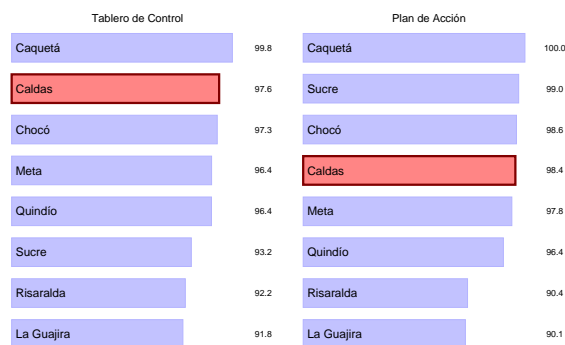 Tablero de Control
Caquetá 99.8
Caldas 97.6
Chocó 97.3
Meta 96.4
Quindío 96.4
Sucre 93.2
Risaralda 92.2
La Guajira 91.8
Plan de Acción
Caquetá 100.0
Sucre 99.0
Chocó 98.6
Caldas 98.4
Meta 97.8
Quindío 96.4
Risaralda 90.4
La Guajira 90.1